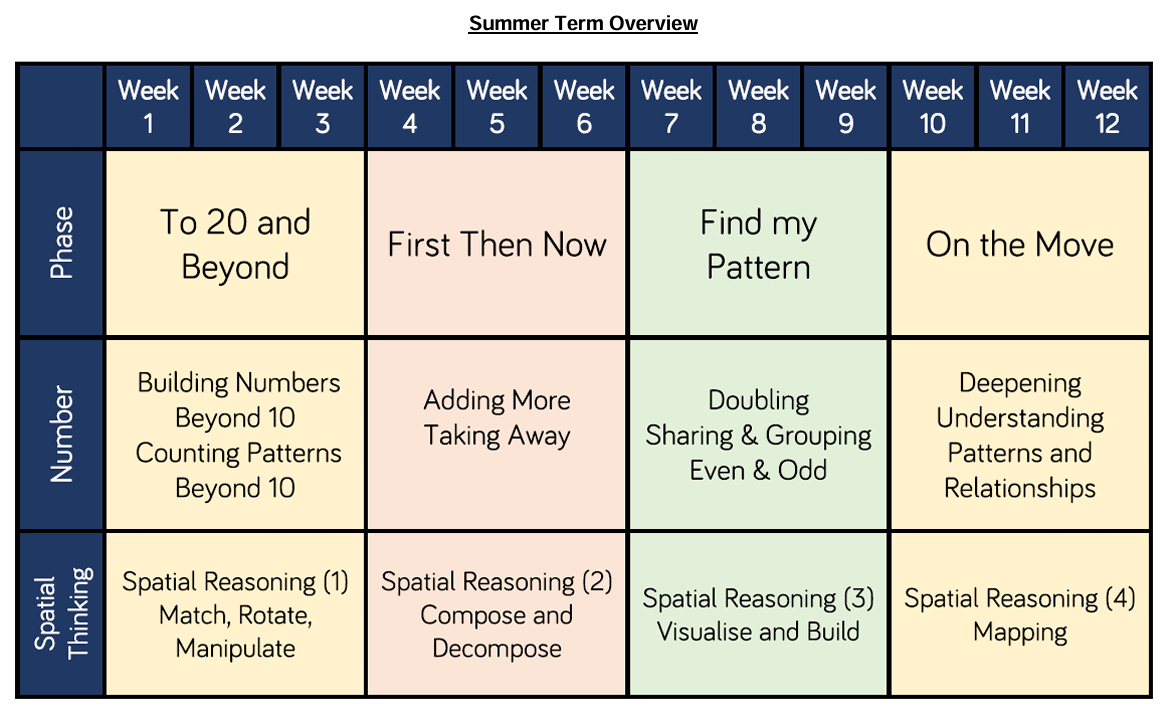 Summer Term Overview
Week 1
Week 2
Week 3
Week 4
Week 5
Week 6
Week 7
Week 8
Week 9
Week 10
Week 11
Week 12
Phase
To 20 and
Beyond
First Then Now
Find my
Pattern
On the Move
Number
Building Numbers
Beyond 10
Counting Patterns
Beyond 10
Adding More
Taking Away
Doubling
Sharing & Grouping
Even & Odd
Deepening
Understanding
Patterns and
Relationships
Spatial
Thinking
Spatial Reasoning (1)
Match, Rotate,
Manipulate
Spatial Reasoning (2)
Compose and
Decompose
Spatial Reasoning (3)
Visualise and Build
Spatial Reasoning (4)
Mapping